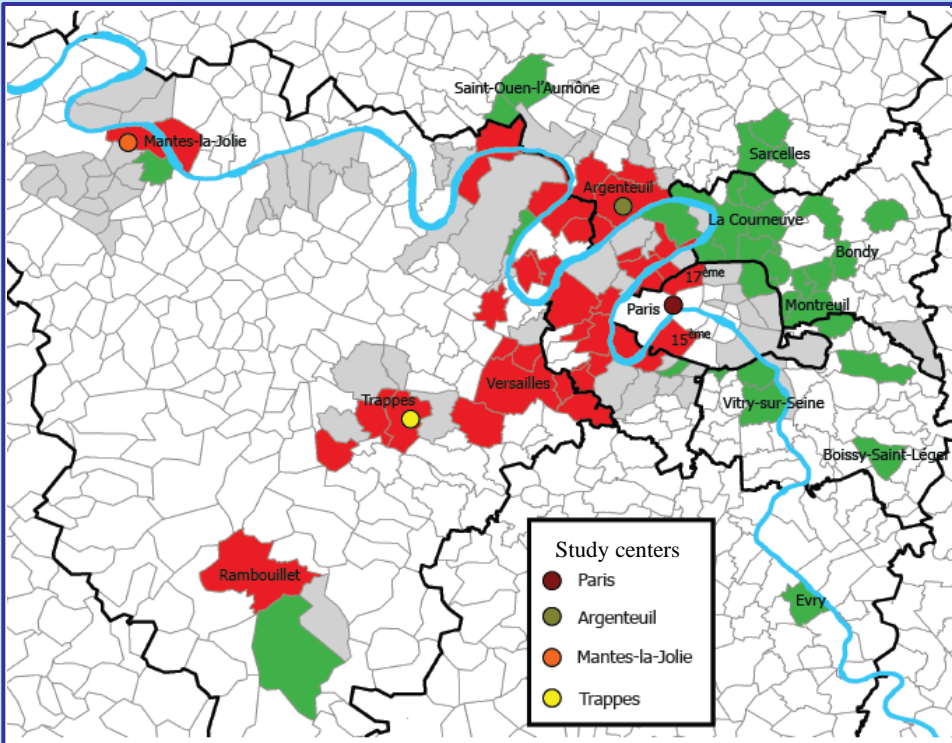 Saint-Ouen-l'Aumône
Mantes-la-Jolie
Sarcelles
Argenteuil
La Courneuve
Bondy
17ème
Paris
Montreuil
15ème
Versailles
Trappes
Vitry-sur-Seine
Boissy-Saint-Léger
Rambouillet
Evry
Study centers
Paris
Argenteuil
Mantes-la-Jolie
Trappes